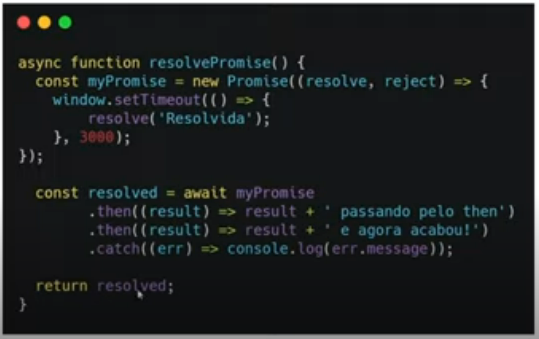 async function resolvePromise() {
  const myPromise = new Promise((resolve, reject) => {
    window.setTimeout(() => {
        resolve('Resolvida');
    }, 3000);
});

  const resolved = await myPromise
        .then((result) => result + ' passando pelo then')
        .then((result) => result + ' e agora acabou!')
        .catch((err) => console.log(err.message));

  return resolved;
}